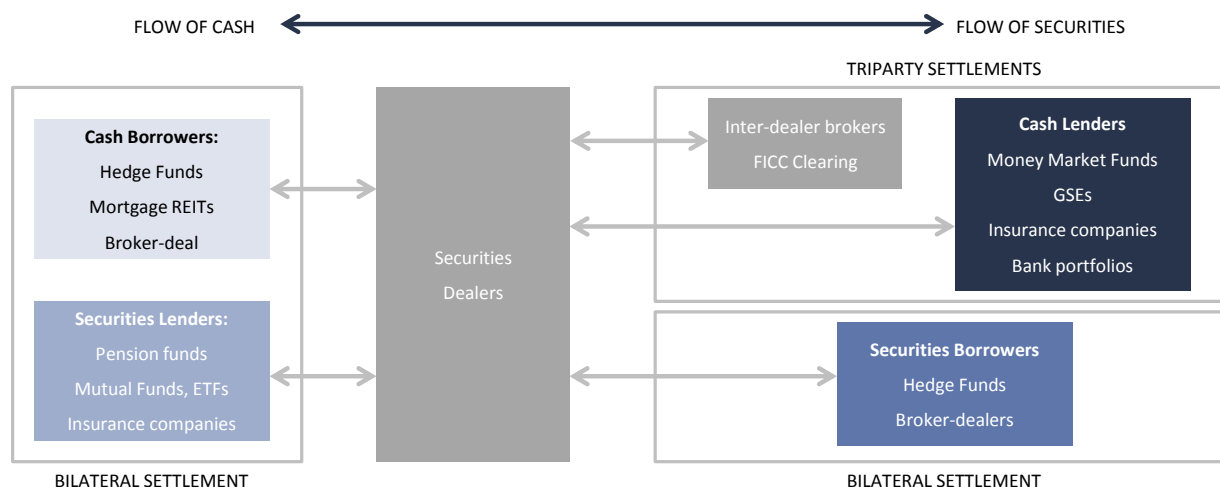 FLOW OF CASH
FLOW OF SECURITIES
TRIPARTY SETTLEMENTS
Cash Borrowers:
Hedge Funds
Mortgage REITs
Broker-deal
Securities Lenders:
Pension funds
Mutual Funds, ETFs
Insurance companies
BILATERAL SETTLEMENT
Securities
Dealers
Inter-dealer brokers
FICC Clearing
Cash Lenders
Money Market Funds
GSEs
Insurance companies
Bank portfolios
Securities Borrowers
Hedge Funds
Broker-dealers
BILATERAL SETTLEMENT